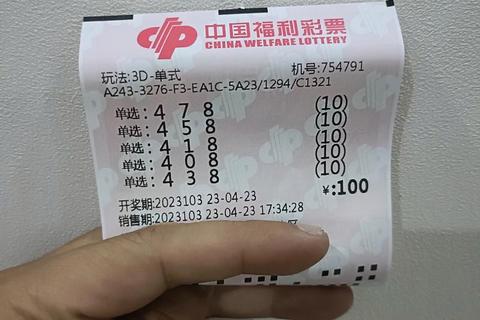 中国福利彩票
CHINA WELFARE LOTTERY
玩法:3D-单式 机号:754791
A243-3276-F3-EA1C-5A23/1294/C1321
单选: 4 7 8 (10)
单选: 4 5 8 (10)
单选: 4 1 8 (10)
单选: 4 0 8 (10)
单选: 4 3 8 (10)
¥:100
开奖期:2023103 23-04-23
销售期:2023103 23-04-23 17:34:28